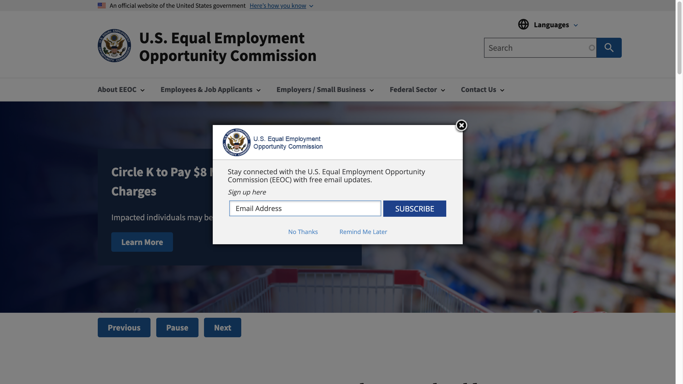 An official website of the United States government Here's how you know
Languages
U.S. Equal Employment
Opportunity Commission
Search
About EEOC
Employees & Job Applicants
Employers / Small Business
Federal Sector
Contact Us
U.S. Equal Employment
Opportunity Commission
Circle K to Pay $8
Charges
Stay connected with the U.S. Equal Employment Opportunity
Commission (EEOC) with free email updates.
Sign up here
Email Address
SUBSCRIBE
Impacted individuals may be
No Thanks
Remind Me Later
Learn More
Previous
Pause
Next